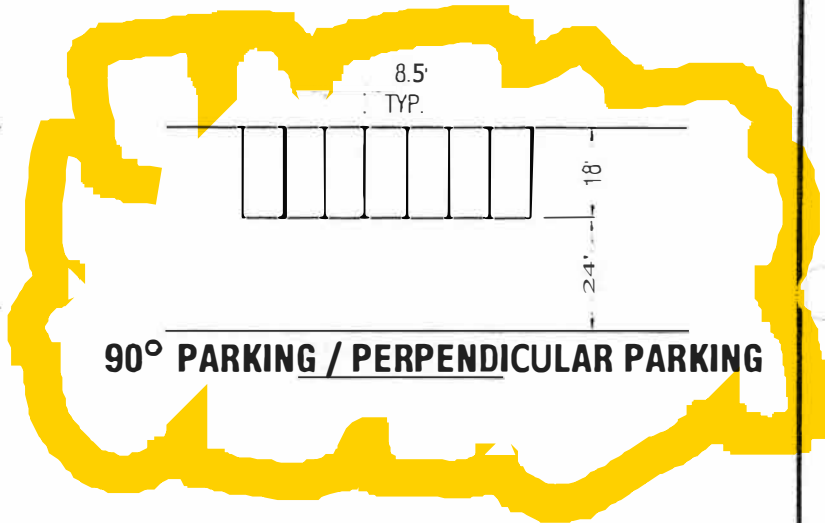 8.5'
TYP.
18'
24'
90° PARKING / PERPENDICULAR PARKING